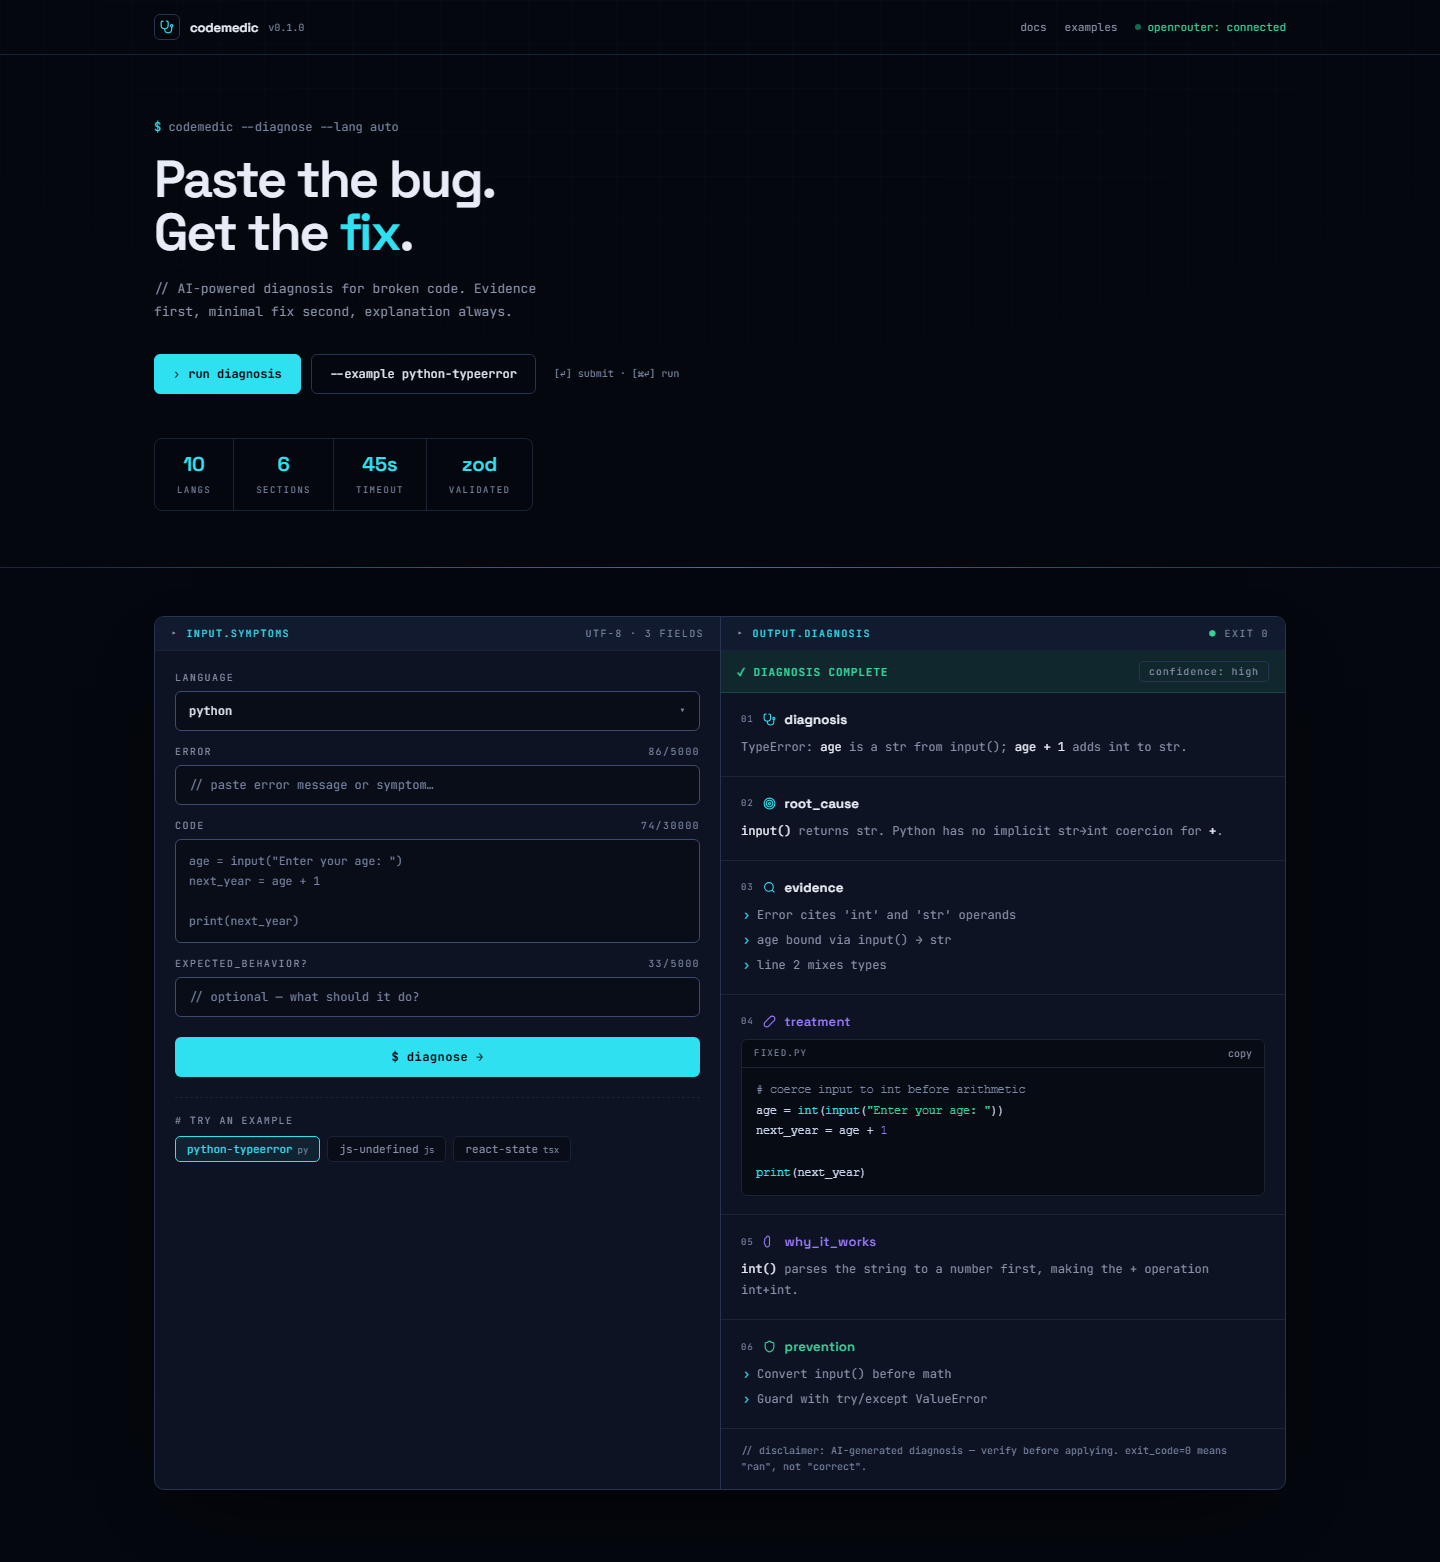 codemedic v0.1.0
docs examples openrouter: connected
$ codemedic --diagnose --lang auto
Paste the bug.
Get the fix.
// AI-powered diagnosis for broken code. Evidence
first, minimal fix second, explanation always.
› run diagnosis
--example python-typeerror
[⏎] submit · [⌘⏎] run
10 6 45s zod
LANGS SECTIONS TIMEOUT VALIDATED
▸ INPUT.SYMPTOMS UTF-8 · 3 FIELDS
LANGUAGE
python ▾
ERROR 86/5000
// paste error message or symptom…
CODE 74/30000
age = input("Enter your age: ")
next_year = age + 1
print(next_year)
EXPECTED_BEHAVIOR? 33/5000
// optional — what should it do?
$ diagnose →
# TRY AN EXAMPLE
python-typeerror py js-undefined js react-state tsx
▸ OUTPUT.DIAGNOSIS ● EXIT 0
✓ DIAGNOSIS COMPLETE confidence: high
01 diagnosis
TypeError: age is a str from input(); age + 1 adds int to str.
02 root_cause
input() returns str. Python has no implicit str→int coercion for +.
03 evidence
› Error cites 'int' and 'str' operands
› age bound via input() → str
› line 2 mixes types
04 treatment
FIXED.PY copy
# coerce input to int before arithmetic
age = int(input("Enter your age: "))
next_year = age + 1
print(next_year)
05 why_it_works
int() parses the string to a number first, making the + operation
int+int.
06 prevention
› Convert input() before math
› Guard with try/except ValueError
// disclaimer: AI-generated diagnosis — verify before applying. exit_code=0 means
"ran", not "correct".